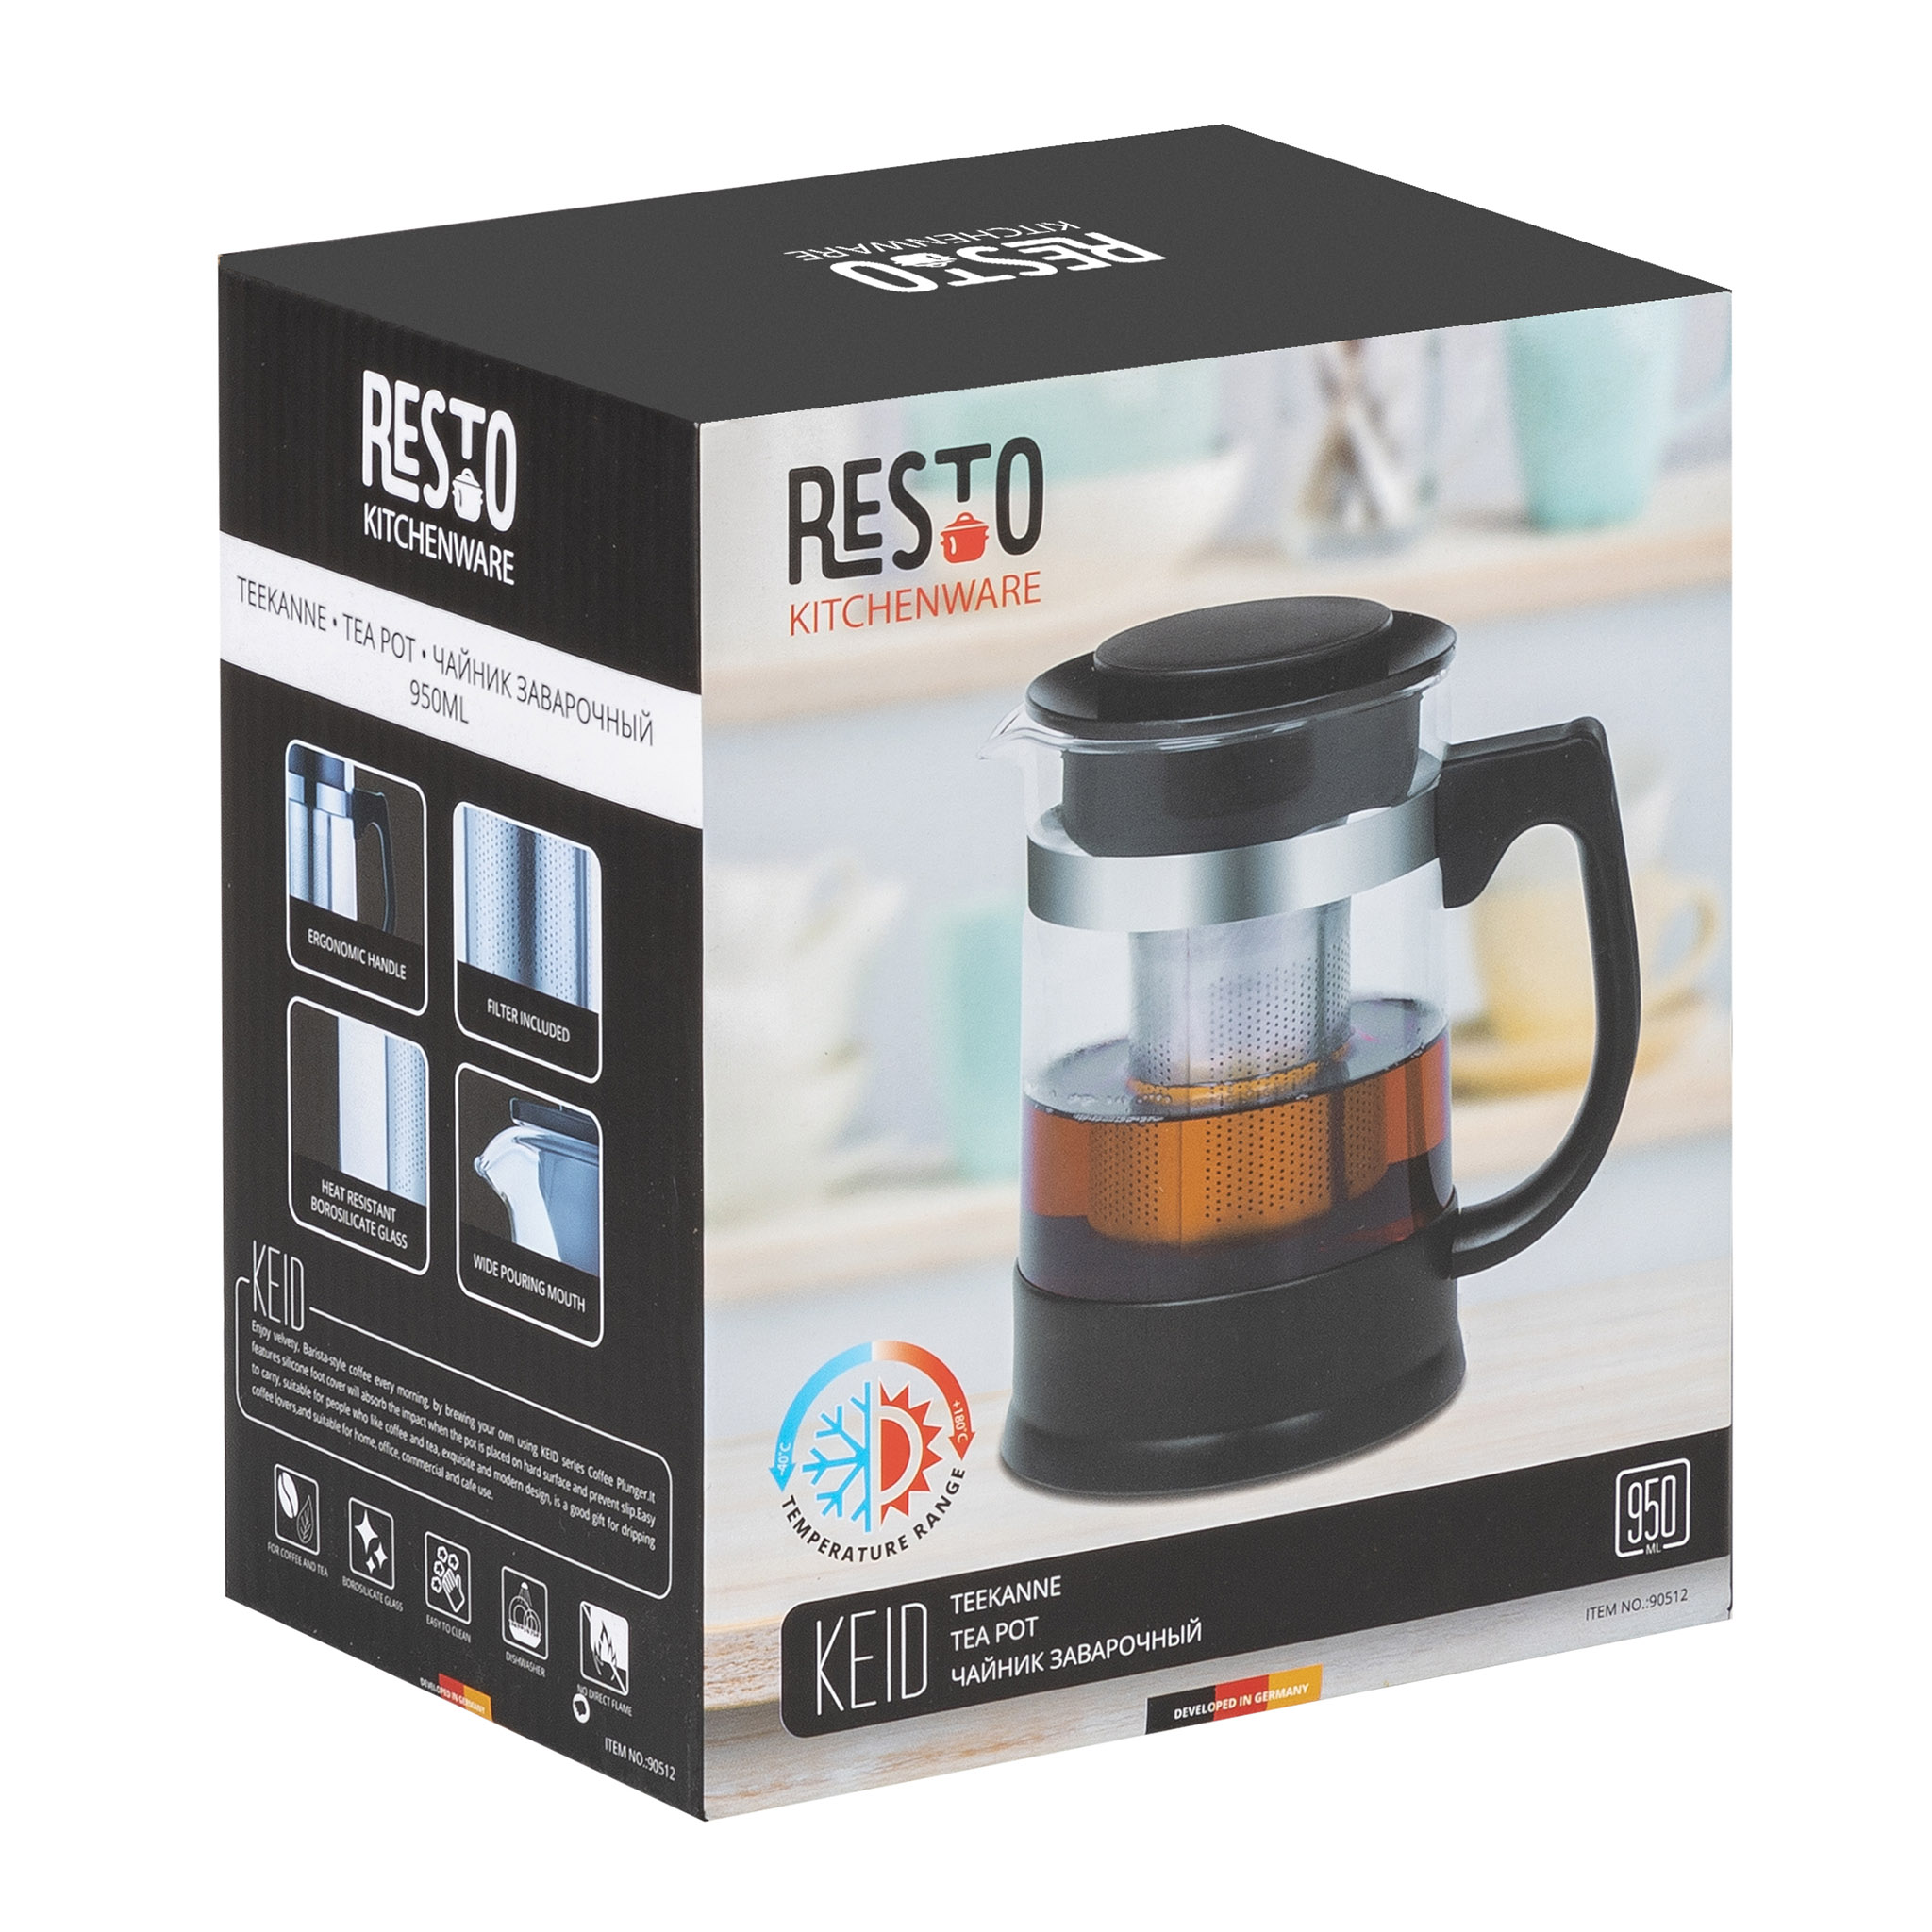 RESTO
KITCHENWARE
RESTO
KITCHENWARE
TEEKANNE • TEA POT • ЧАЙНИК ЗАВАРОЧНЫЙ
950ML
ERGONOMIC HANDLE
FILTER INCLUDED
HEAT RESISTANT
BOROSILICATE GLASS
WIDE POURING MOUTH
KEID
Enjoy velvety, Barista-style coffee every morning, by brewing your own using KEID series Coffee Plunger.It
features silicone foot cover will absorb the impact when the pot is placed on hard surface and prevent slip.Easy
to carry, suitable for people who like coffee and tea, exquisite and modern design, is a good gift for dripping
coffee lovers,and suitable for home, office, commercial and cafe use.
FOR COFFEE AND TEA
BOROSILICATE GLASS
EASY TO CLEAN
DISHWASHER
NO DIRECT FLAME
DEVELOPED IN GERMANY
ITEM NO.:90512
RESTO
KITCHENWARE
-40°C
+180°C
TEMPERATURE RANGE
KEID
TEEKANNE
TEA POT
ЧАЙНИК ЗАВАРОЧНЫЙ
950
ML
ITEM NO.:90512
DEVELOPED IN GERMANY